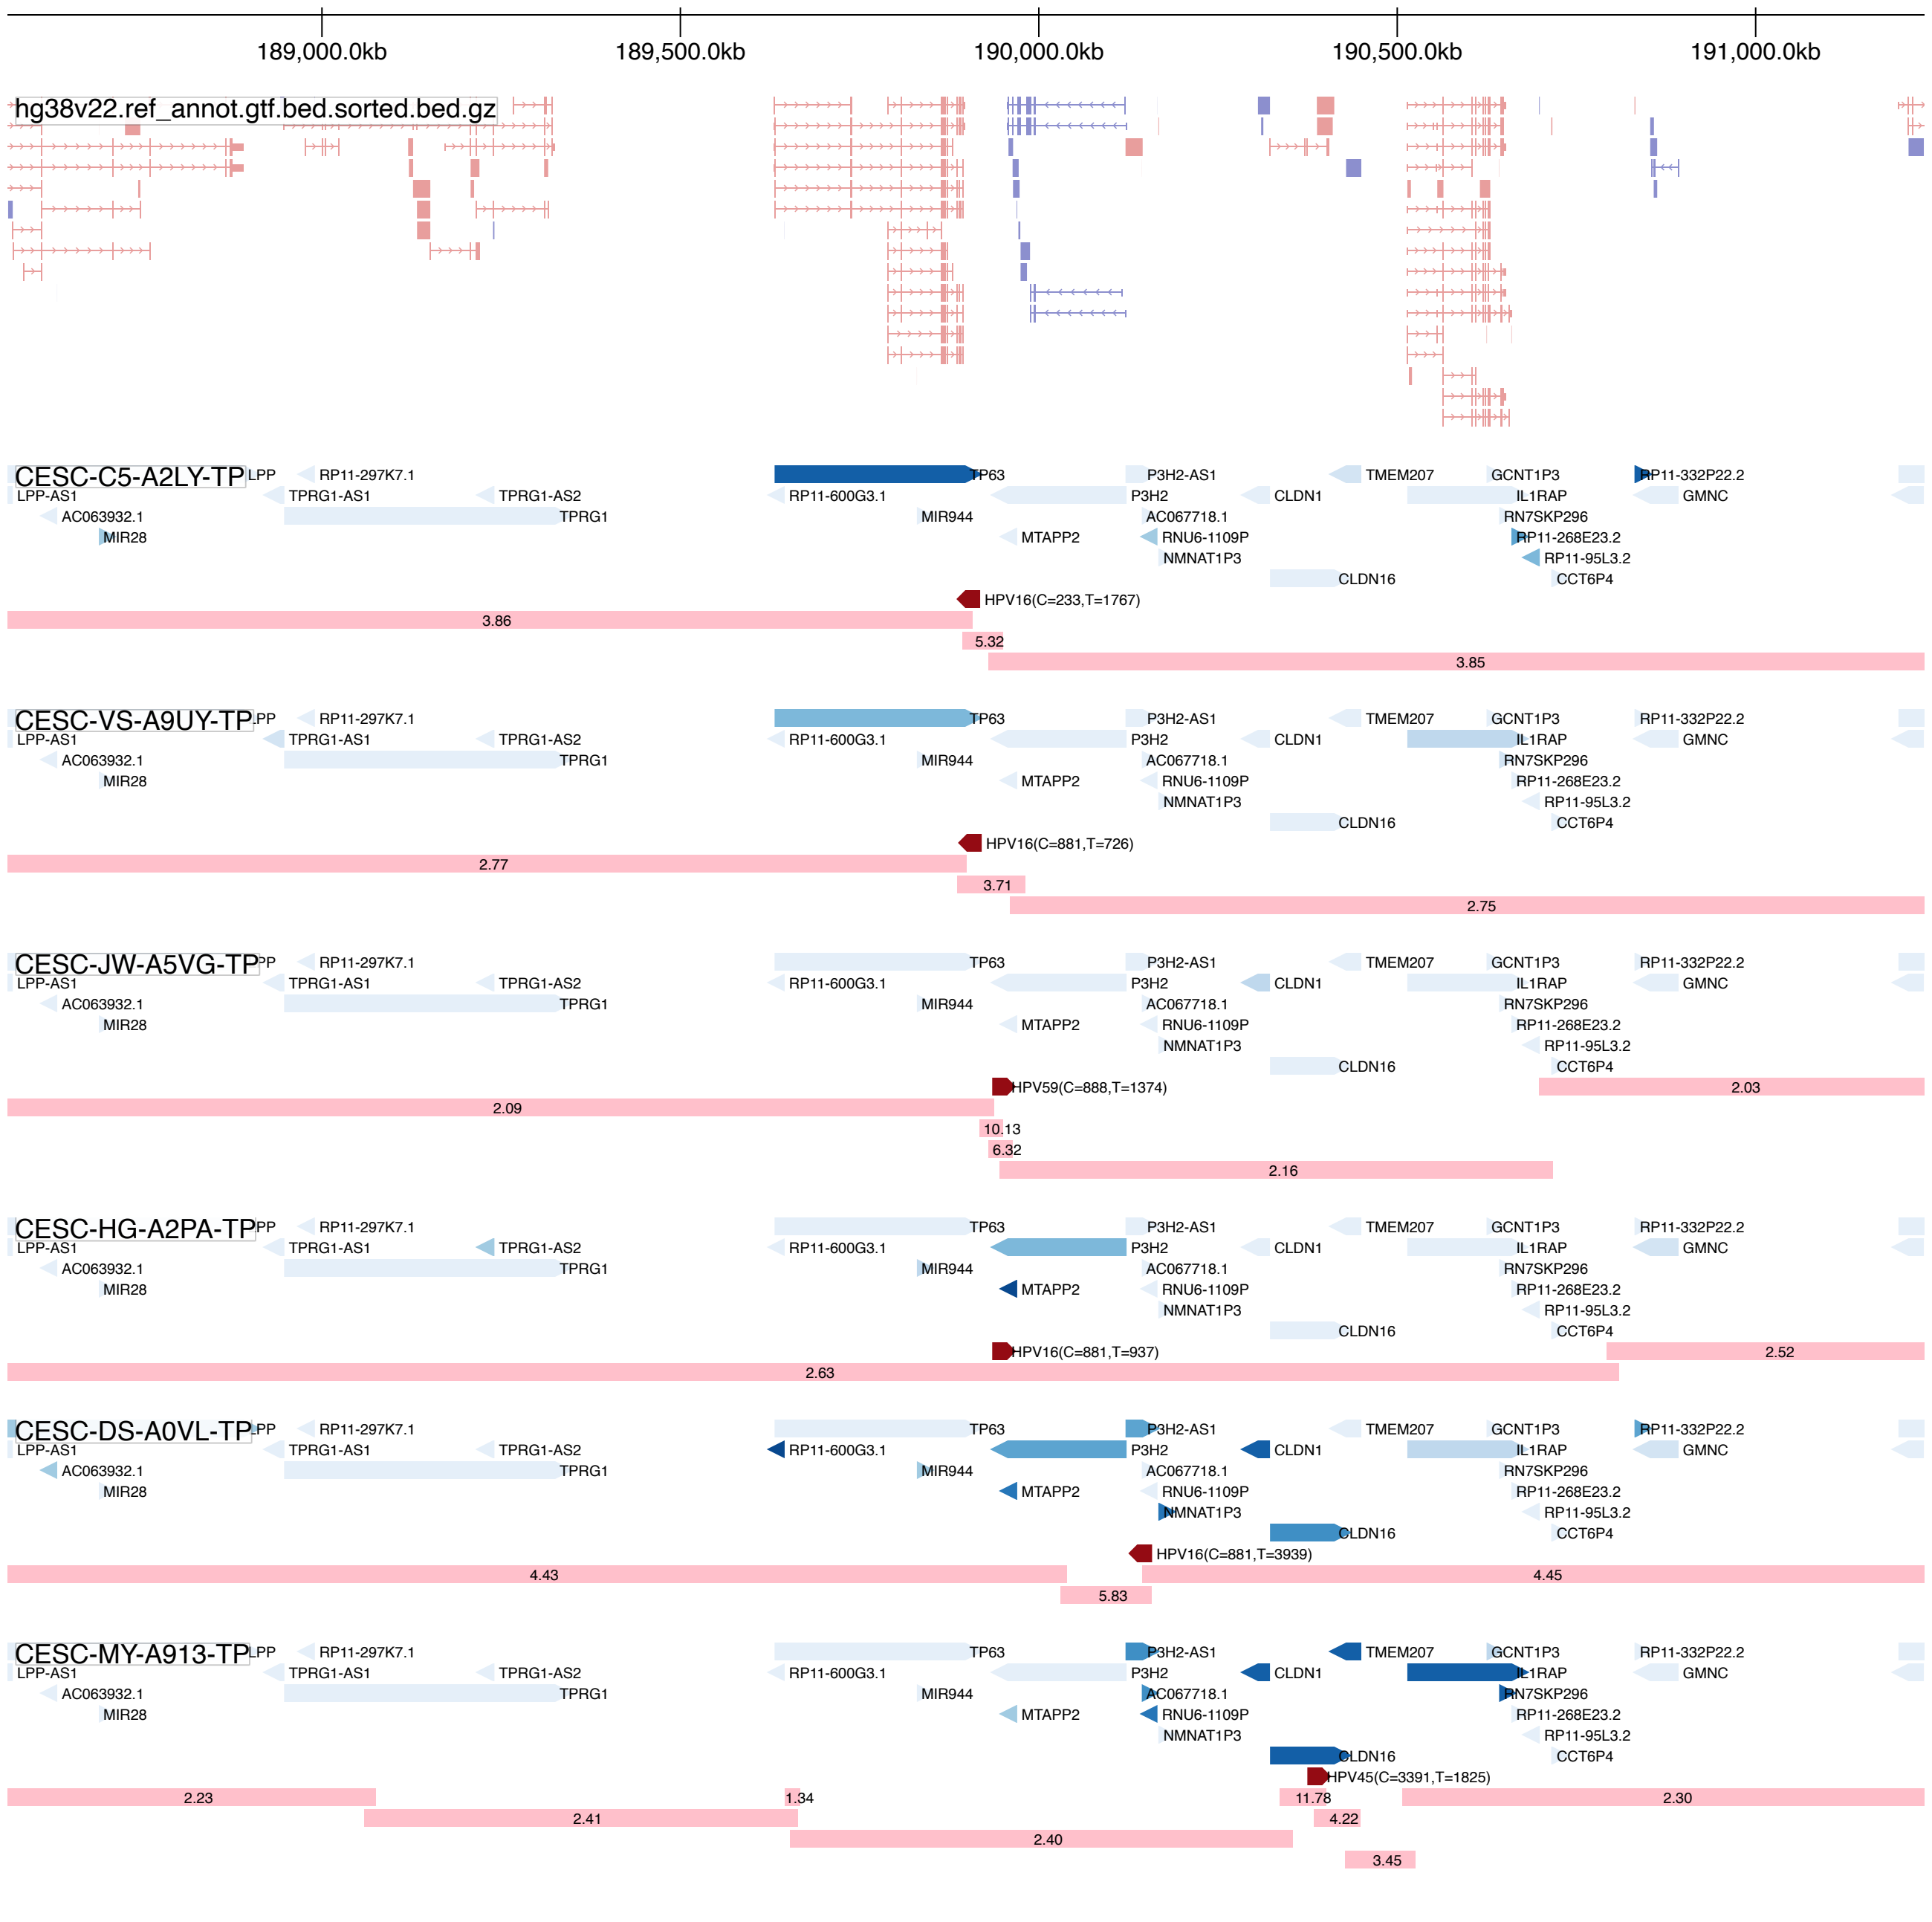 189,000.0kb 189,500.0kb 190,000.0kb 190,500.0kb 191,000.0kb
hg38v22.ref_annot.gtf.bed.sorted.bed.gz
CESC-C5-A2LY-TP LPP RP11-297K7.1 TP63 P3H2-AS1 TMEM207 GCNT1P3 RP11-332P22.2
LPP-AS1 TPRG1-AS1 TPRG1-AS2 RP11-600G3.1 P3H2 CLDN1 IL1RAP GMNC
AC063932.1 TPRG1 MIR944 AC067718.1 RN7SKP296
MIR28 MTAPP2 RNU6-1109P RP11-268E23.2
NMNAT1P3 RP11-95L3.2
CLDN16 CCT6P4
HPV16(C=233,T=1767)
3.86
5.32
3.85
CESC-VS-A9UY-TP LPP RP11-297K7.1 TP63 P3H2-AS1 TMEM207 GCNT1P3 RP11-332P22.2
LPP-AS1 TPRG1-AS1 TPRG1-AS2 RP11-600G3.1 P3H2 CLDN1 IL1RAP GMNC
AC063932.1 TPRG1 MIR944 AC067718.1 RN7SKP296
MIR28 MTAPP2 RNU6-1109P RP11-268E23.2
NMNAT1P3 RP11-95L3.2
CLDN16 CCT6P4
HPV16(C=881,T=726)
2.77
3.71
2.75
CESC-JW-A5VG-TP PP RP11-297K7.1 TP63 P3H2-AS1 TMEM207 GCNT1P3 RP11-332P22.2
LPP-AS1 TPRG1-AS1 TPRG1-AS2 RP11-600G3.1 P3H2 CLDN1 IL1RAP GMNC
AC063932.1 TPRG1 MIR944 AC067718.1 RN7SKP296
MIR28 MTAPP2 RNU6-1109P RP11-268E23.2
NMNAT1P3 RP11-95L3.2
CLDN16 CCT6P4
HPV59(C=888,T=1374) 2.03
2.09
10.13
6.32
2.16
CESC-HG-A2PA-TP PP RP11-297K7.1 TP63 P3H2-AS1 TMEM207 GCNT1P3 RP11-332P22.2
LPP-AS1 TPRG1-AS1 TPRG1-AS2 RP11-600G3.1 P3H2 CLDN1 IL1RAP GMNC
AC063932.1 TPRG1 MIR944 AC067718.1 RN7SKP296
MIR28 MTAPP2 RNU6-1109P RP11-268E23.2
NMNAT1P3 RP11-95L3.2
CLDN16 CCT6P4
HPV16(C=881,T=937) 2.52
2.63
CESC-DS-A0VL-TP LPP RP11-297K7.1 TP63 P3H2-AS1 TMEM207 GCNT1P3 RP11-332P22.2
LPP-AS1 TPRG1-AS1 TPRG1-AS2 RP11-600G3.1 P3H2 CLDN1 IL1RAP GMNC
AC063932.1 TPRG1 MIR944 AC067718.1 RN7SKP296
MIR28 MTAPP2 RNU6-1109P RP11-268E23.2
NMNAT1P3 RP11-95L3.2
CLDN16 CCT6P4
HPV16(C=881,T=3939)
4.43 4.45
5.83
CESC-MY-A913-TP LPP RP11-297K7.1 TP63 P3H2-AS1 TMEM207 GCNT1P3 RP11-332P22.2
LPP-AS1 TPRG1-AS1 TPRG1-AS2 RP11-600G3.1 P3H2 CLDN1 IL1RAP GMNC
AC063932.1 TPRG1 MIR944 AC067718.1 RN7SKP296
MIR28 MTAPP2 RNU6-1109P RP11-268E23.2
NMNAT1P3 RP11-95L3.2
CLDN16 CCT6P4
HPV45(C=3391,T=1825)
2.23 1.34 11.78 2.30
2.41 4.22
2.40
3.45